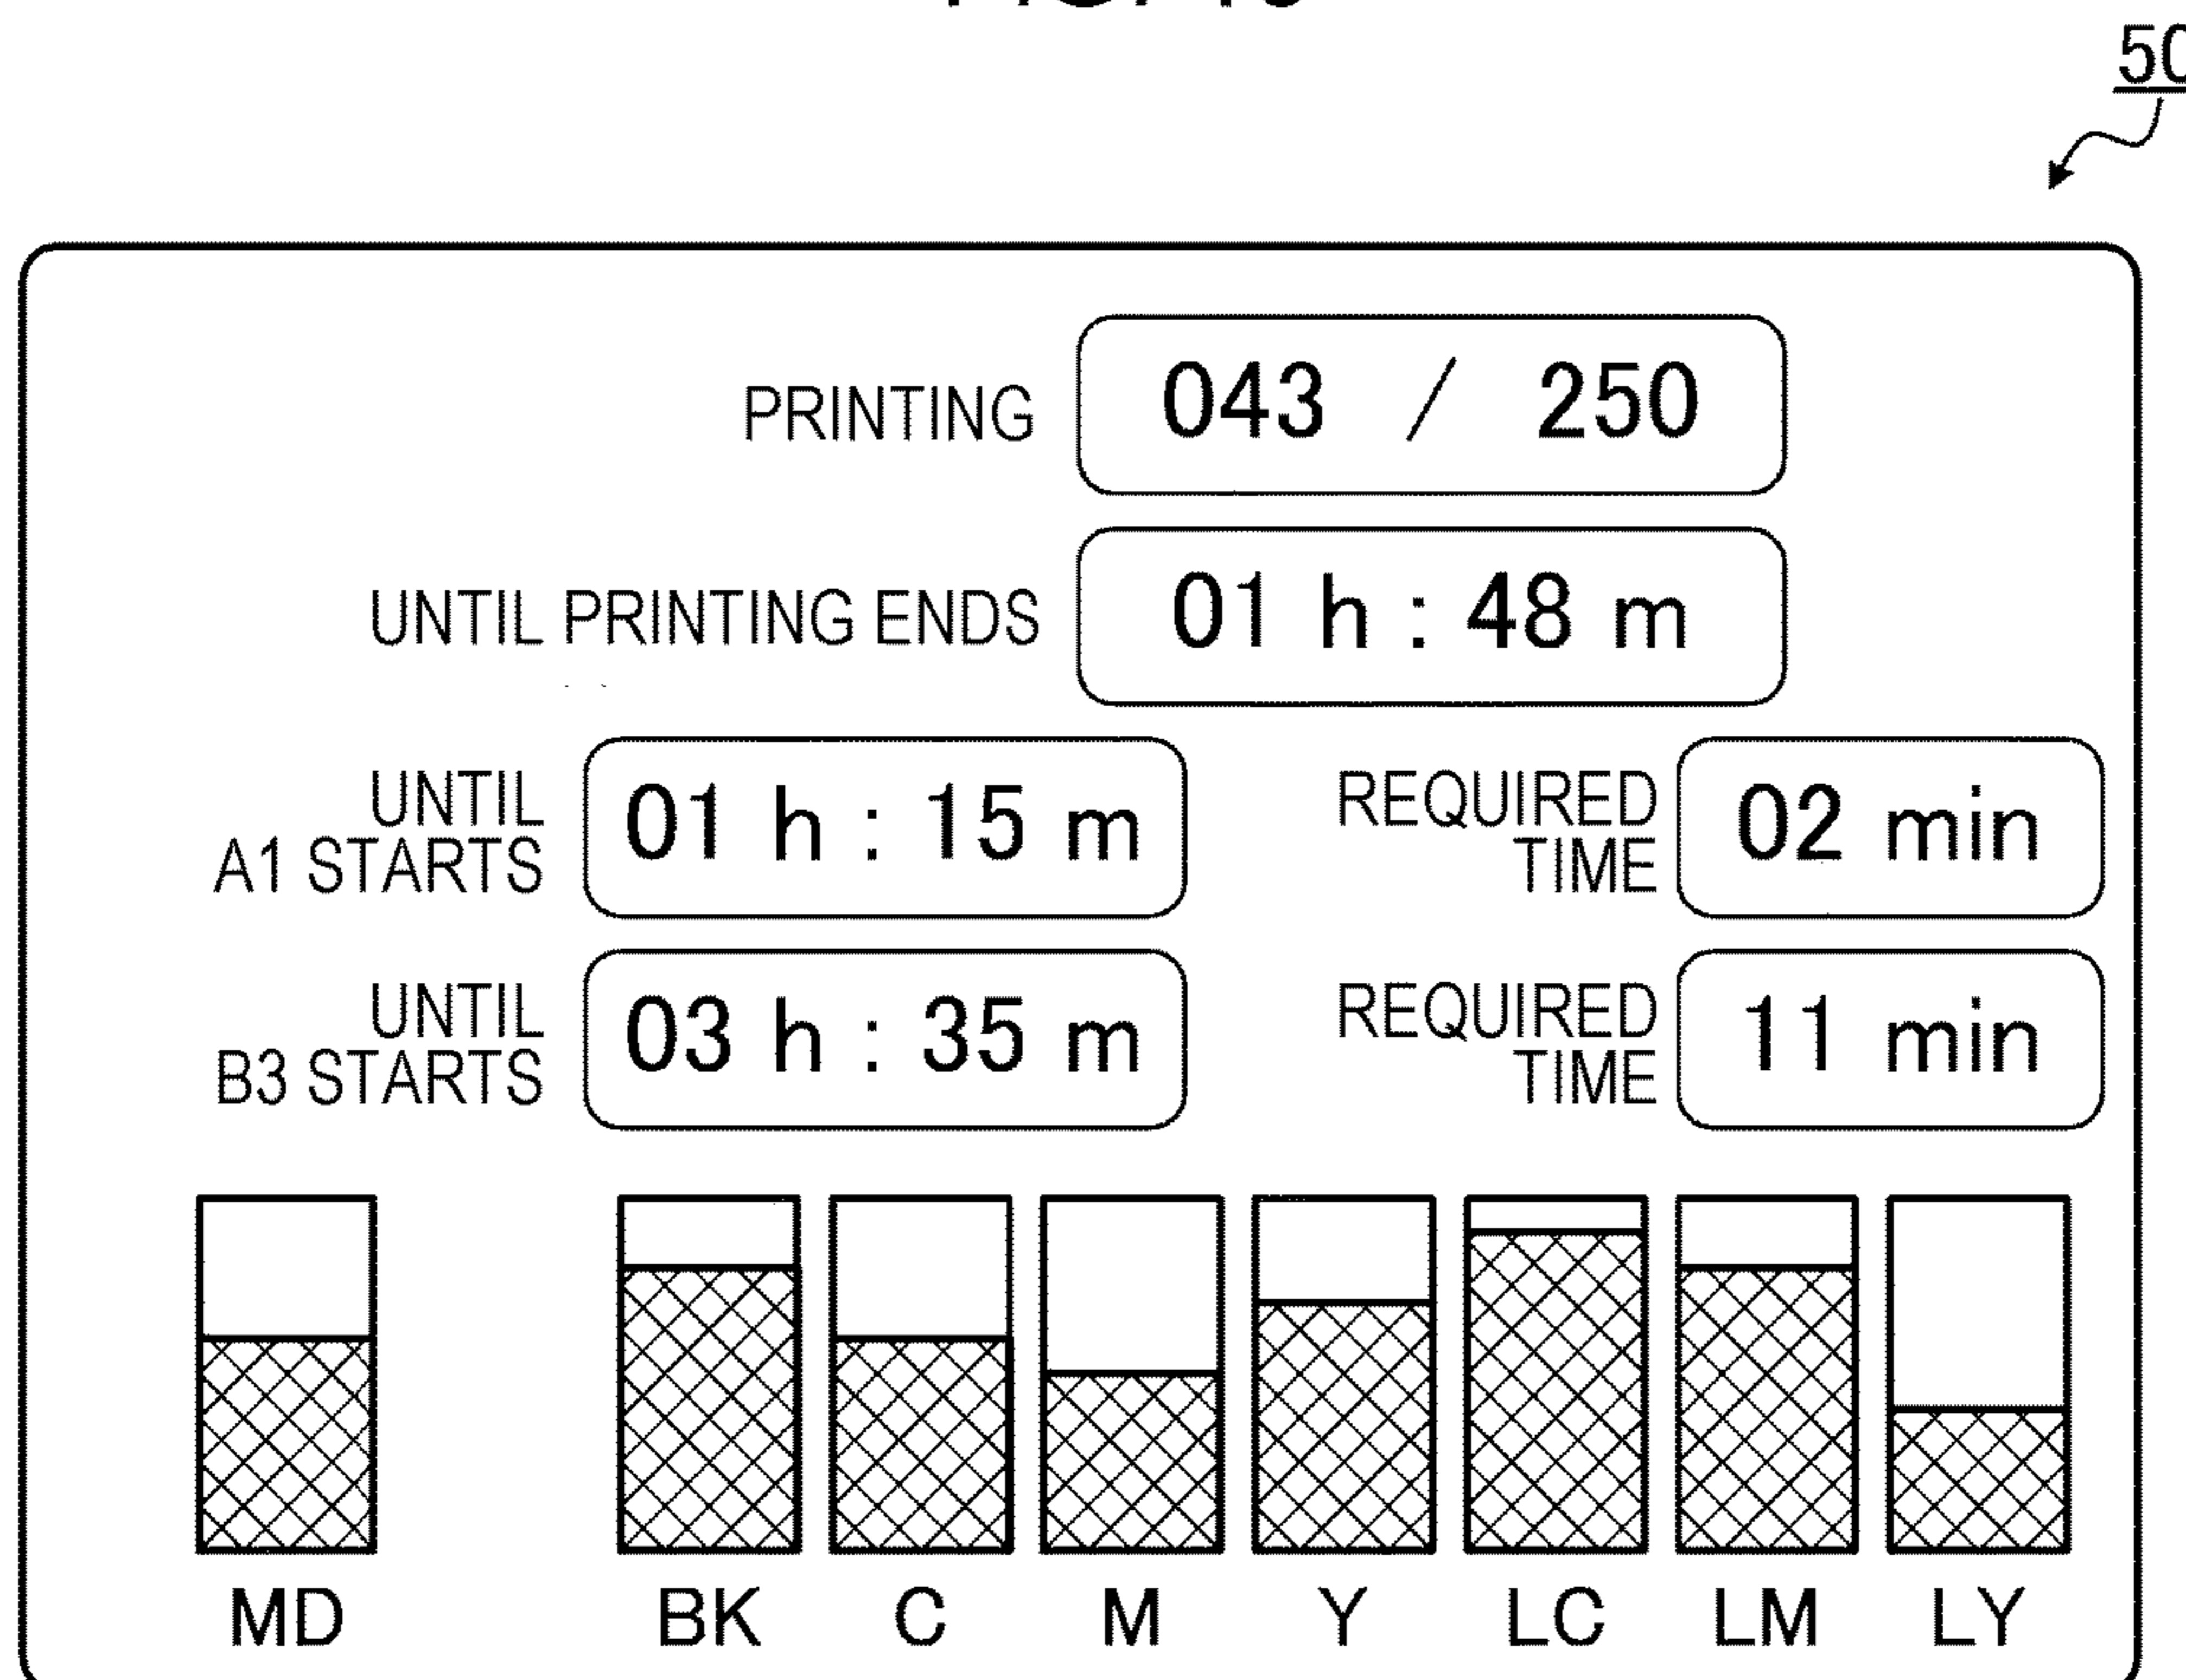 50
PRINTING 043 / 250
UNTIL PRINTING ENDS 01 h : 48 m
UNTIL A1 STARTS 01 h : 15 m REQUIRED TIME 02 min
UNTIL B3 STARTS 03 h : 35 m REQUIRED TIME 11 min
MD BK C M Y LC LM LY